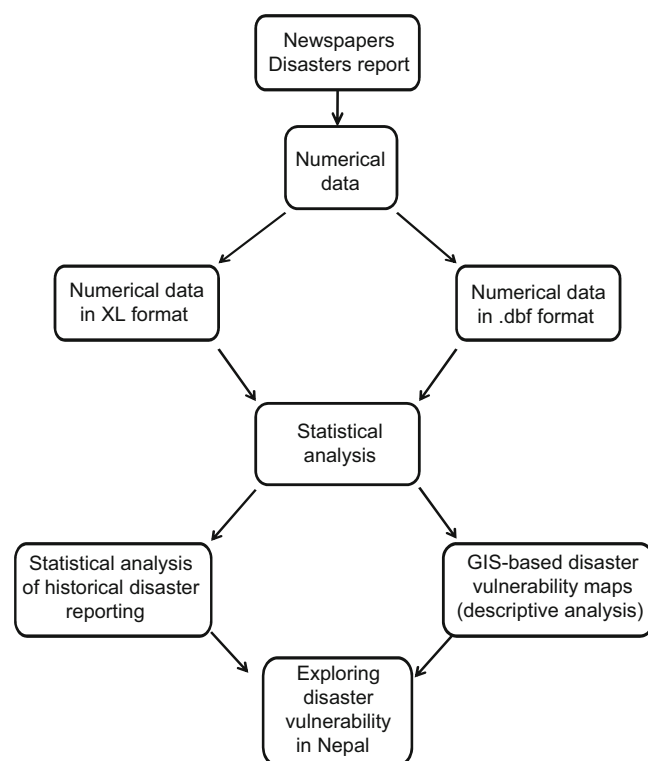 Newspapers
Disasters report
Numerical
data
Numerical data
in XL format
Numerical data
in .dbf format
Statistical
analysis
Statistical analysis
of historical disaster
reporting
GIS-based disaster
vulnerability maps
(descriptive analysis)
Exploring
disaster
vulnerability
in Nepal